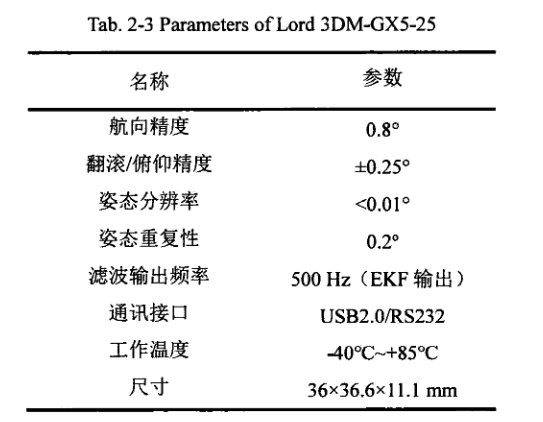 Tab. 2-3 Parameters of Lord 3DM-GX5-25
名称 参数
航向精度 0.8°
翻滚/俯仰精度 ±0.25°
姿态分辨率 <0.01°
姿态重复性 0.2°
滤波输出频率 500 Hz（EKF 输出）
通讯接口 USB2.0/RS232
工作温度 -40℃~+85℃
尺寸 36×36.6×11.1 mm